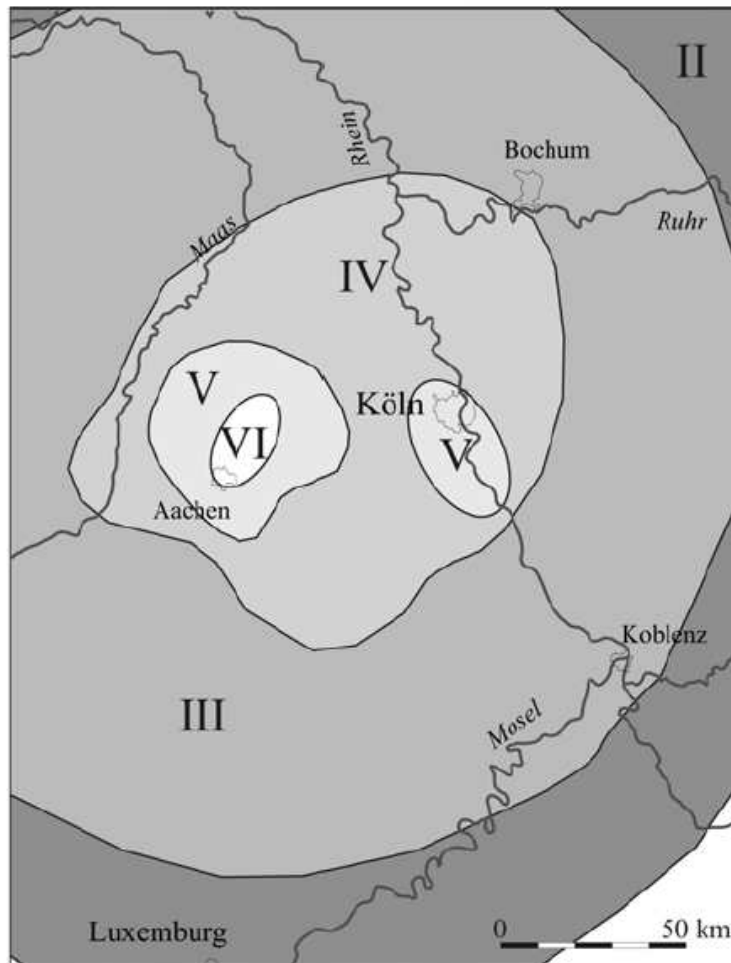 II
Rhein
Bochum
Ruhr
Maas
IV
V
Köln
VI
V
Aachen
Koblenz
III
Mosel
Luxemburg
0 50 km